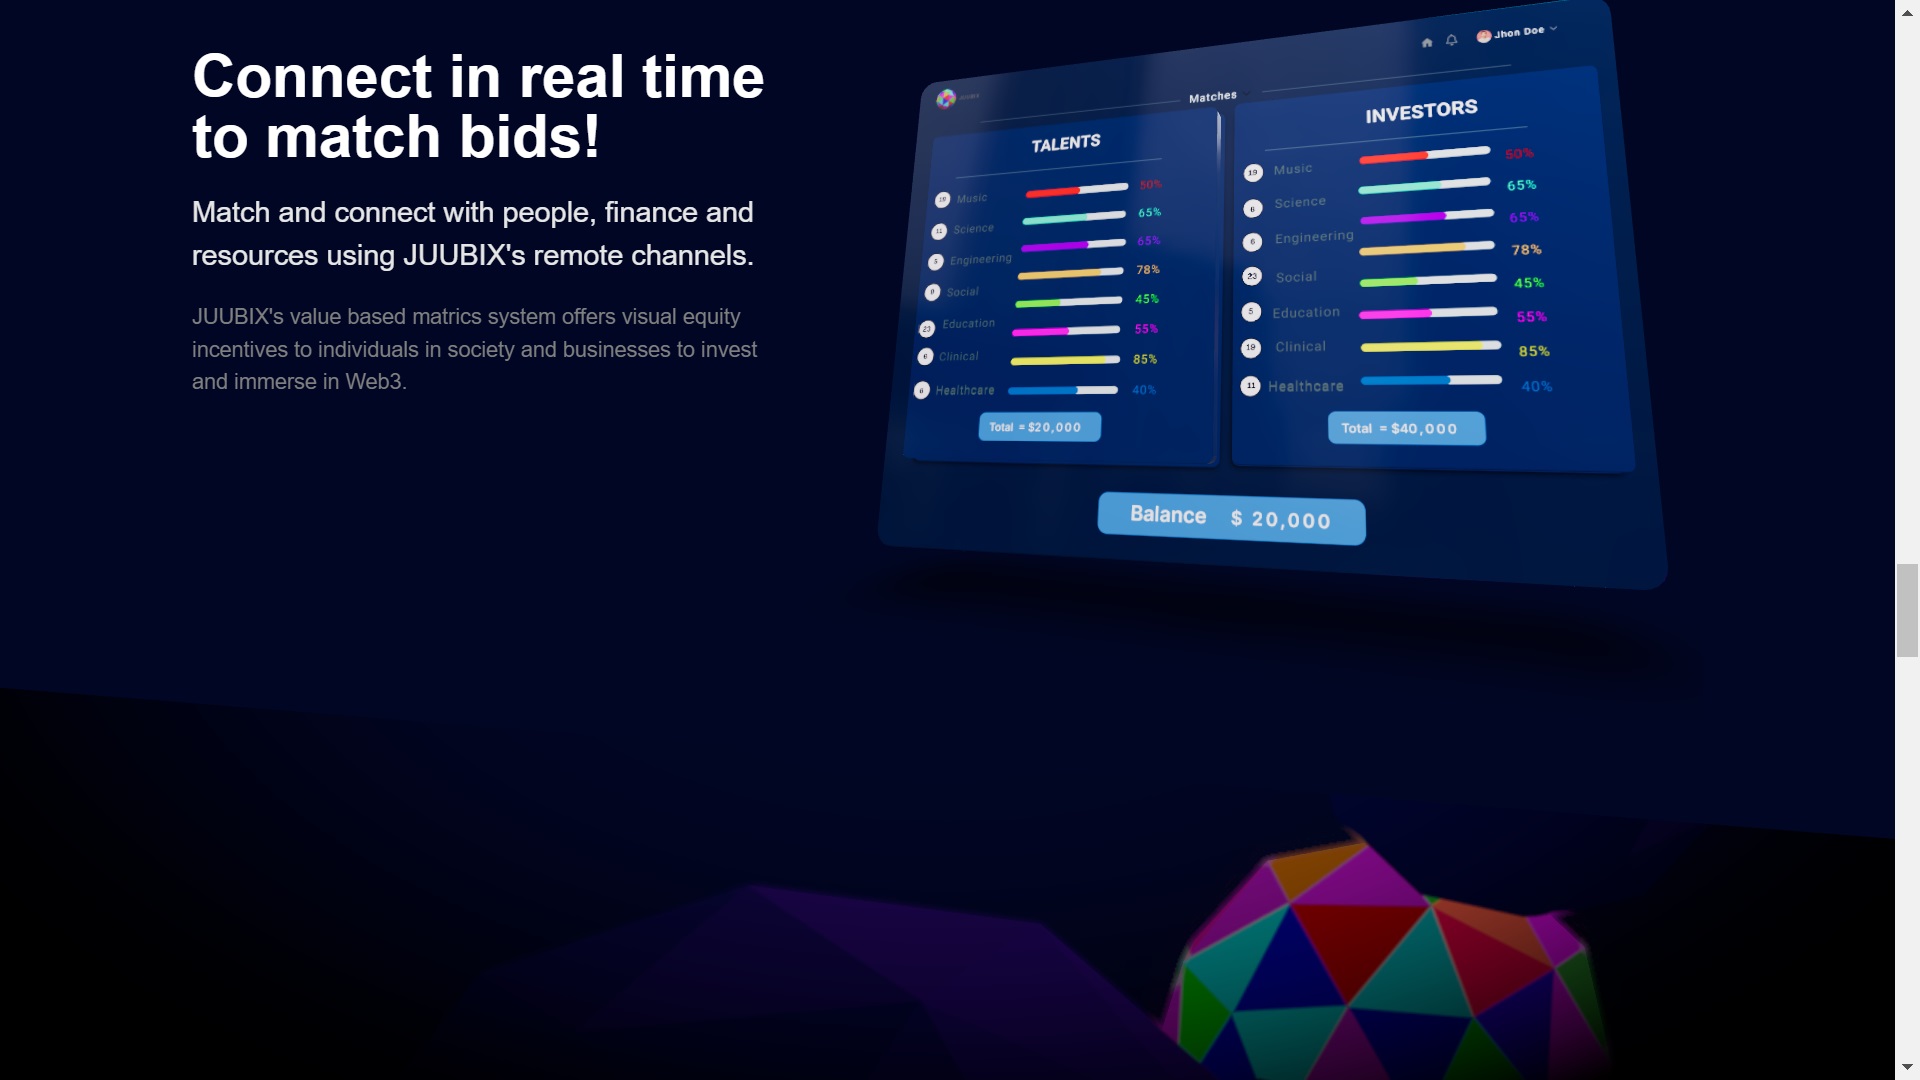 Connect in real time
to match bids!
Match and connect with people, finance and
resources using JUUBIX's remote channels.
JUUBIX's value based matrics system offers visual equity
incentives to individuals in society and businesses to invest
and immerse in Web3.
Jhon Doe
Matches
TALENTS
Music 50%
11 Science 65%
5 Engineering 65%
Social 78%
45%
23 Education 55%
6 Clinical 85%
Healthcare 40%
Total = $20,000
INVESTORS
19 Music 50%
6 Science 65%
6 Engineering 65%
78%
23 Social 45%
5 Education 55%
19 Clinical 85%
11 Healthcare 40%
Total = $40,000
Balance $ 20,000